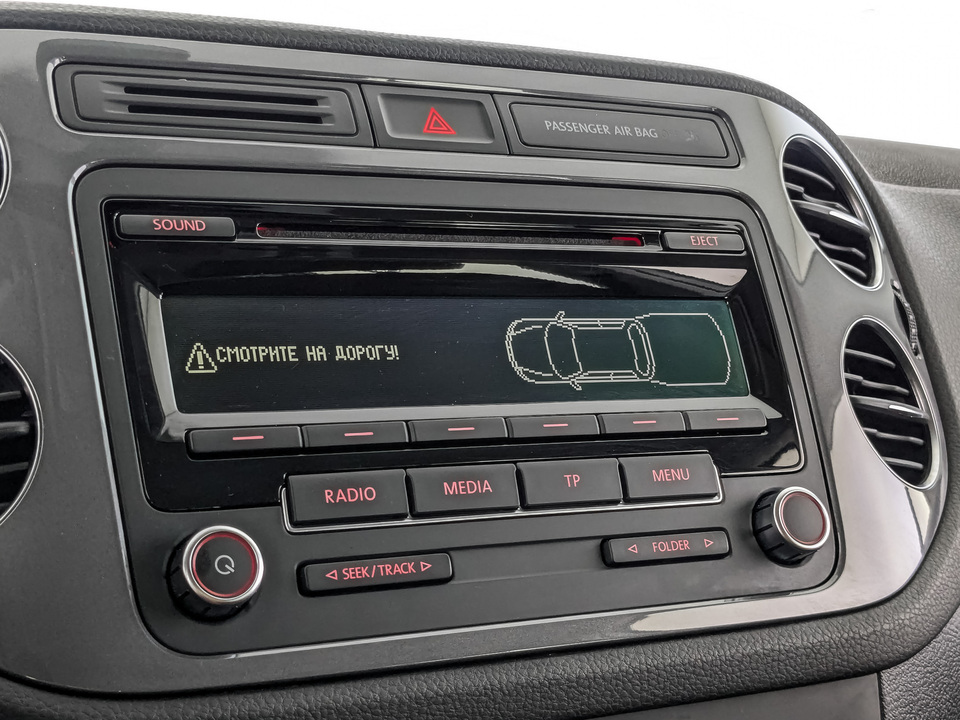 PASSENGER AIR BAG
SOUND
EJECT
СМОТРИТЕ НА ДОРОГУ!
RADIO
MEDIA
TP
MENU
SEEK/TRACK
FOLDER